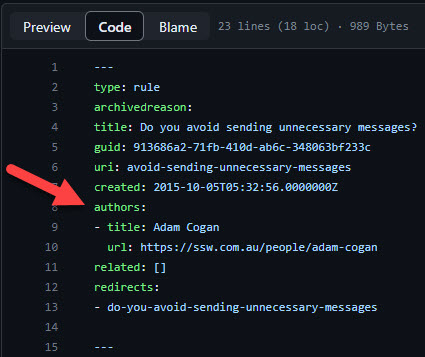 Preview Code Blame 23 lines (18 loc) · 989 Bytes
1 ---
2 type: rule
3 archivedreason:
4 title: Do you avoid sending unnecessary messages?
5 guid: 913686a2-71fb-410d-ab6c-348063bf233c
6 uri: avoid-sending-unnecessary-messages
created: 2015-10-05T05:32:56.0000000Z
8 authors:
9 - title: Adam Cogan
10 url: https://ssw.com.au/people/adam-cogan
11 related: []
12 redirects:
13 - do-you-avoid-sending-unnecessary-messages
14
15 ---